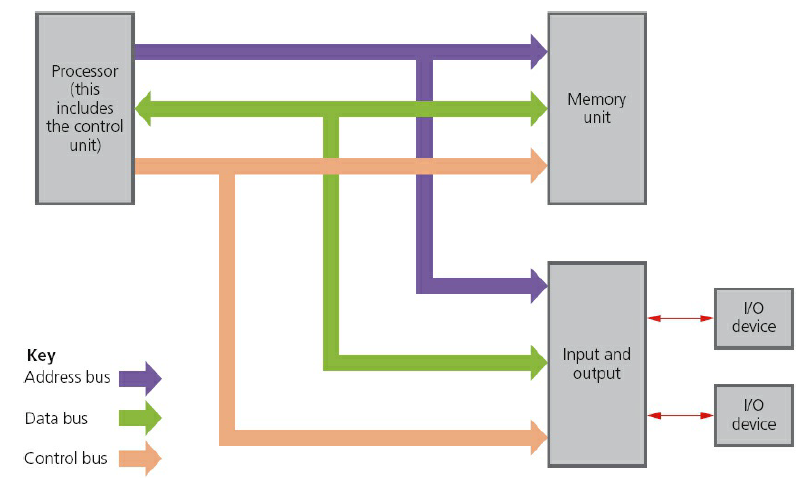 Processor
(this
includes
the control
unit)
Memory
unit
Input and
output
I/O
device
I/O
device
Key
Address bus
Data bus
Control bus